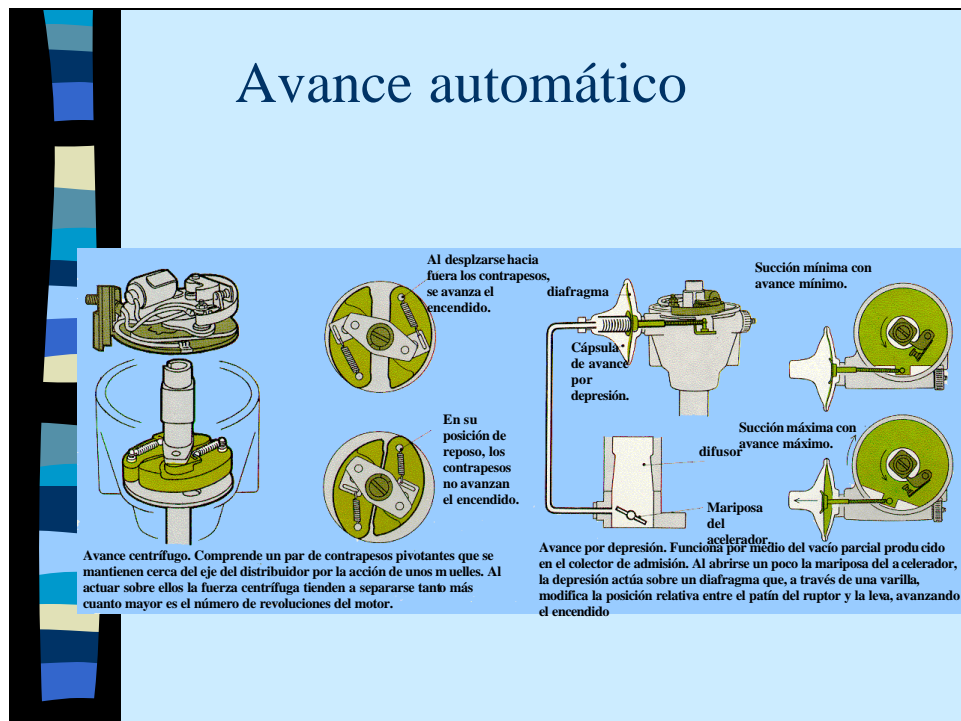 Avance automático
Al desplzarse hacia
fuera los contrapesos,
se avanza el
encendido.
En su
posición de
reposo, los
contrapesos
no avanzan
el encendido.
Avance centrífugo. Comprende un par de contrapesos pivotantes que se
mantienen cerca del eje del distribuidor por la acción de unos muelles. Al
actuar sobre ellos la fuerza centrífuga tienden a separarse tanto más
cuanto mayor es el número de revoluciones del motor.
diafragma
Cápsula
de avance
por
depresión.
Succión mínima con
avance mínimo.
Succión máxima con
avance máximo.
difusor
Mariposa
del
acelerador.
Avance por depresión. Funciona por medio del vacío parcial produ cido
en el colector de admisión. Al abrirse un poco la mariposa del a celerador,
la depresión actúa sobre un diafragma que, a través de una varilla,
modifica la posición relativa entre el patín del ruptor y la leva, avanzando
el encendido